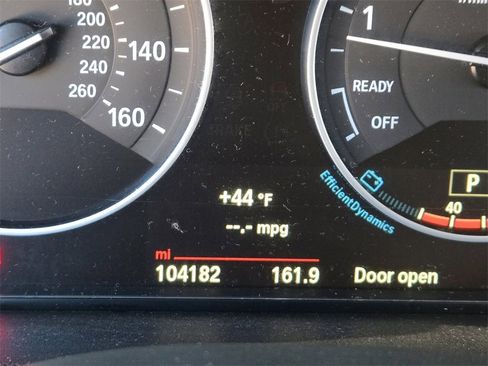 180
200
220
240
260
140
160
1
READY
OFF
P
EfficientDynamics
40
+44 °F
--.- mpg
mi
104182 161.9 Door open